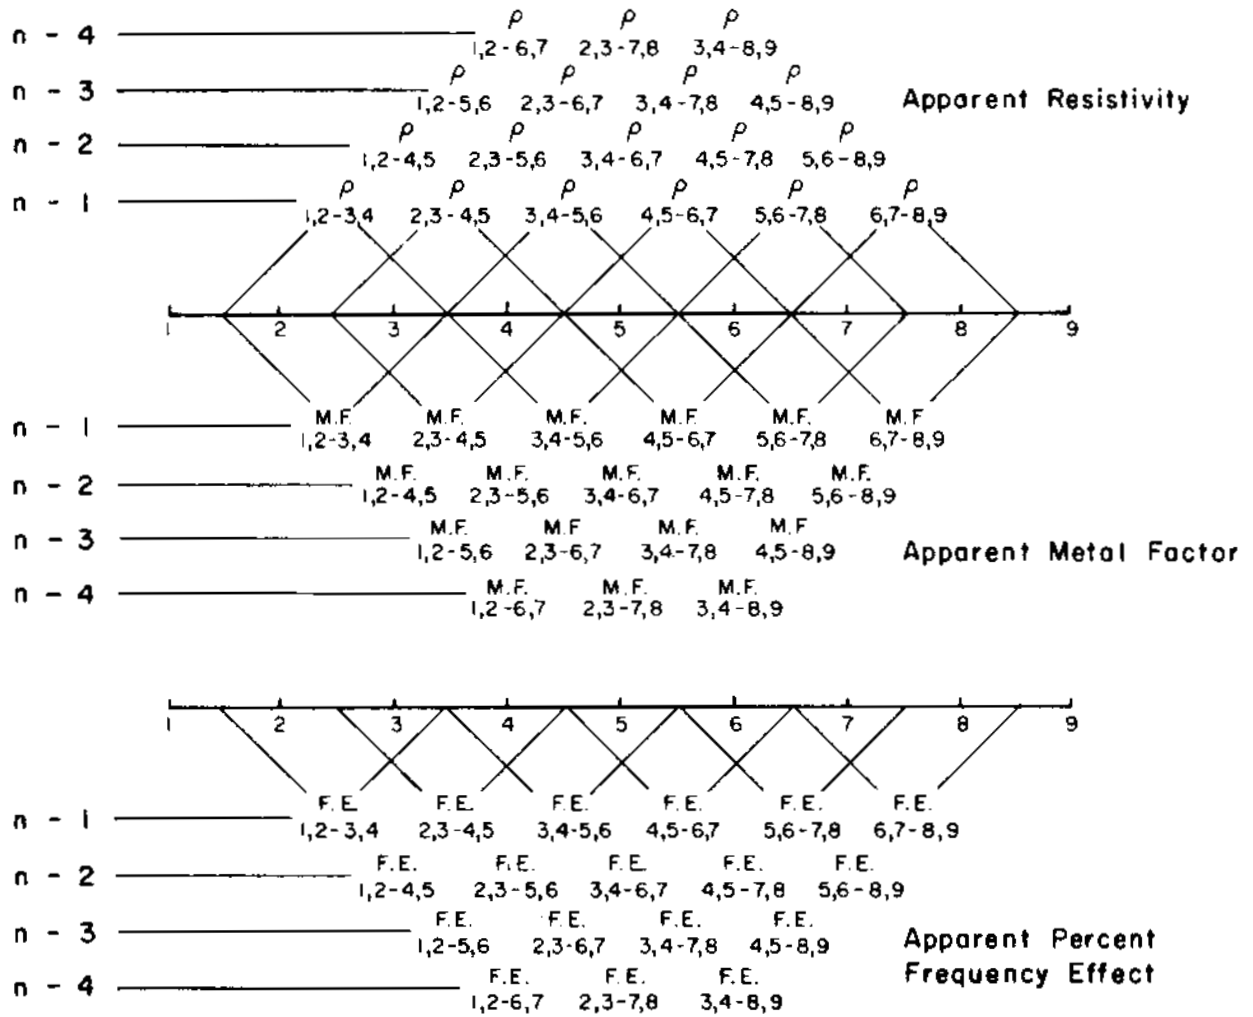 n - 4 ρ ρ ρ
1,2-6,7 2,3-7,8 3,4-8,9
n - 3 ρ ρ ρ ρ
1,2-5,6 2,3-6,7 3,4-7,8 4,5-8,9 Apparent Resistivity
n - 2 ρ ρ ρ ρ ρ
1,2-4,5 2,3-5,6 3,4-6,7 4,5-7,8 5,6-8,9
n - 1 ρ ρ ρ ρ ρ ρ
1,2-3,4 2,3-4,5 3,4-5,6 4,5-6,7 5,6-7,8 6,7-8,9
1 2 3 4 5 6 7 8 9
n - 1 M.F. M.F. M.F. M.F. M.F. M.F
1,2-3,4 2,3-4,5 3,4-5,6 4,5-6,7 5,6-7,8 6,7-8,9
n - 2 M.F. M.F. M.F. M.F. M.F.
1,2-4,5 2,3-5,6 3,4-6,7 4,5-7,8 5,6-8,9
n - 3 M.F. M.F M.F. M.F
1,2-5,6 2,3-6,7 3,4-7,8 4,5-8,9 Apparent Metal Factor
n - 4 M.F. M.F. M.F.
1,2-6,7 2,3-7,8 3,4-8,9
1 2 3 4 5 6 7 8 9
n - 1 F.E. F.E. F.E. F.E. F.E. F.E.
1,2-3,4 2,3-4,5 3,4-5,6 4,5-6,7 5,6-7,8 6,7-8,9
n - 2 F.E. F.E. F.E. F.E. F.E.
1,2-4,5 2,3-5,6 3,4-6,7 4,5-7,8 5,6-8,9
n - 3 F.E. F.E. F.E. F.E.
1,2-5,6 2,3-6,7 3,4-7,8 4,5-8,9 Apparent Percent
Frequency Effect
n - 4 F.E. F.E. F.E.
1,2-6,7 2,3-7,8 3,4-8,9